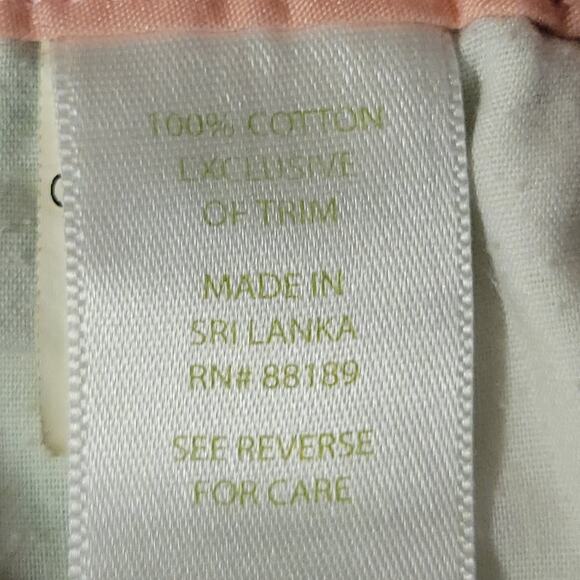 100% COTTON
EXCLUSIVE
OF TRIM
MADE IN
SRI LANKA
RN# 88189
SEE REVERSE
FOR CARE